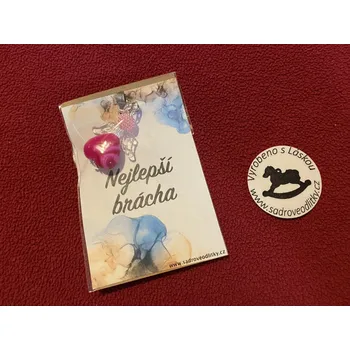 Nejlepší
brácha
www.sadroveodlitky.cz
Vyrobeno s Láskou
www.sadroveodlitky.cz